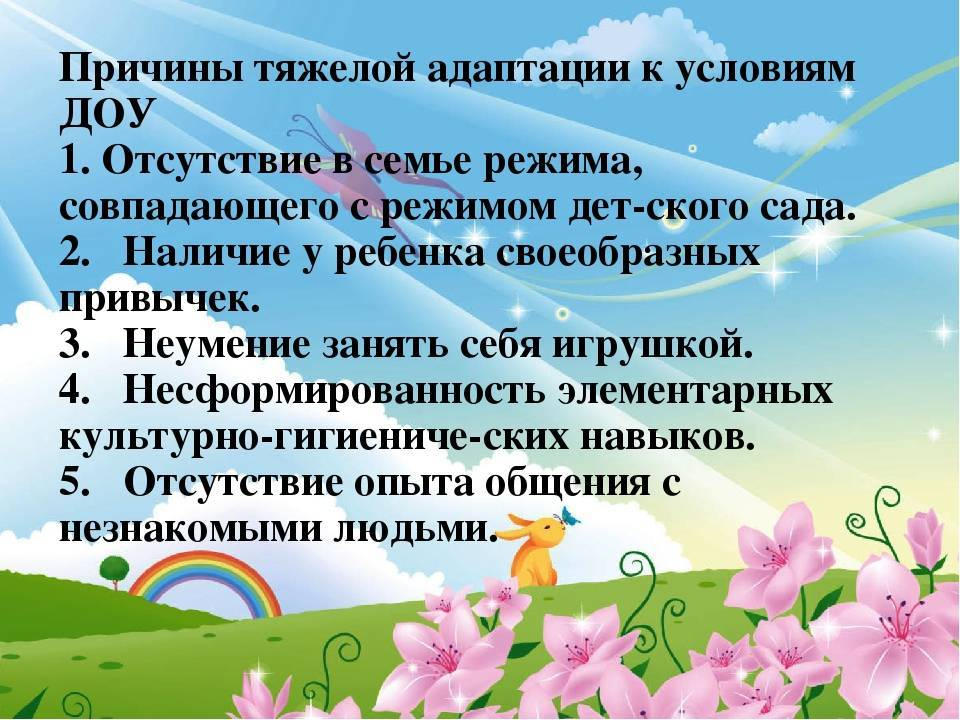 Причины тяжелой адаптации к условиям
ДОУ
1. Отсутствие в семье режима,
совпадающего с режимом дет-ского сада.
2. Наличие у ребенка своеобразных
привычек.
3. Неумение занять себя игрушкой.
4. Несформированность элементарных
культурно-гигиениче-ских навыков.
5. Отсутствие опыта общения с
незнакомыми людьми.